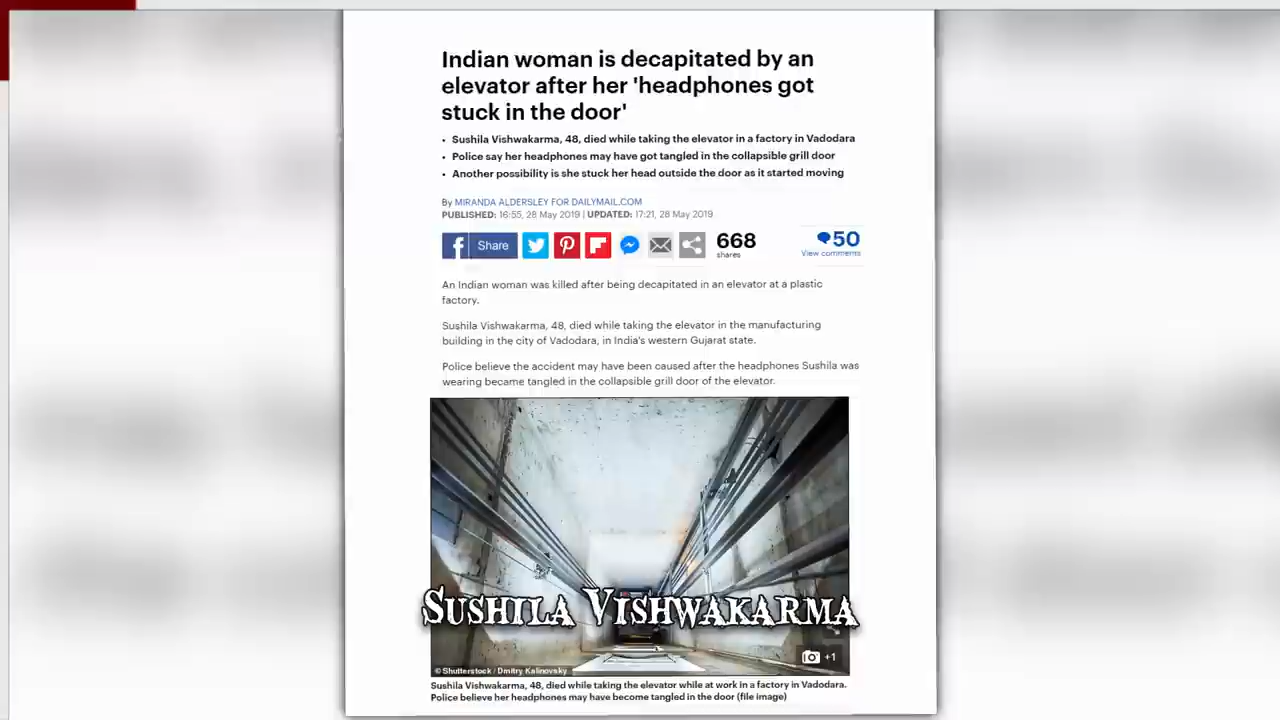 Indian woman is decapitated by an
elevator after her 'headphones got
stuck in the door'
• Sushila Vishwakarma, 48, died while taking the elevator in a factory in Vadodara
• Police say her headphones may have got tangled in the collapsible grill door
• Another possibility is she stuck her head outside the door as it started moving
By MIRANDA ALDERSLEY FOR DAILYMAIL.COM
PUBLISHED: 16:55, 28 May 2019 | UPDATED: 17:21, 28 May 2019
f Share
668
shares
50
View comments
An Indian woman was killed after being decapitated in an elevator at a plastic
factory.
Sushila Vishwakarma, 48, died while taking the elevator in the manufacturing
building in the city of Vadodara, in India's western Gujarat state.
Police believe the accident may have been caused after the headphones Sushila was
wearing became tangled in the collapsible grill door of the elevator.
SUSHILA VISHWAKARMA
+1
© Shutterstock / Dmitry Kalinovsky
Sushila Vishwakarma, 48, died while taking the elevator while at work in a factory in Vadodara.
Police believe her headphones may have become tangled in the door (file image)